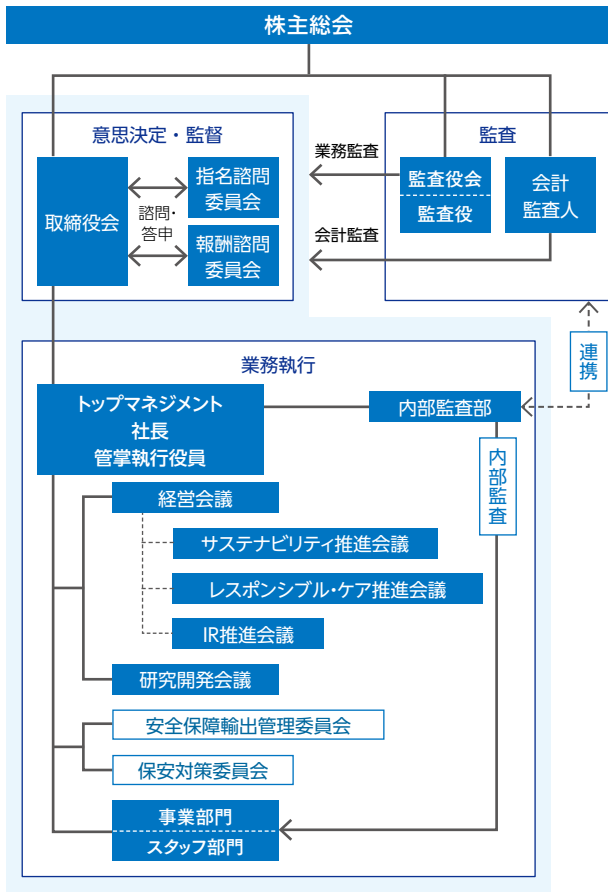 株主総会
意思決定・監督
取締役会
諮問・
答申
指名諮問
委員会
報酬諮問
委員会
業務監査
会計監査
監査
監査役会
監査役
会計
監査人
連携
業務執行
トップマネジメント
社長
管掌執行役員
内部監査部
内部監査
経営会議
サステナビリティ推進会議
レスポンシブル・ケア推進会議
IR推進会議
研究開発会議
安全保障輸出管理委員会
保安対策委員会
事業部門
スタッフ部門